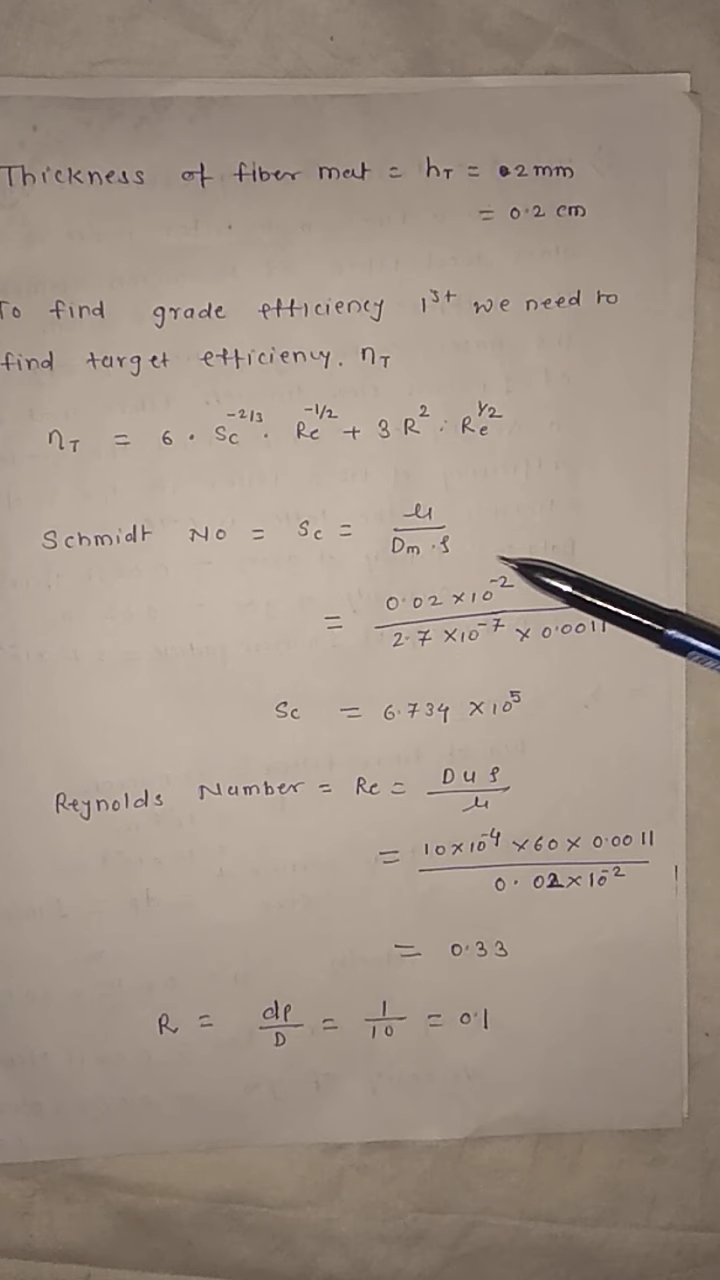 Thickness of fiber mat = hT = 2 mm
= 0.2 cm
To find grade efficiency 1st we need to
find target efficiency. ηT
ηT = 6 . Sc^-2/3 . Re^-1/2 + 3 R^2 . Re^1/2
Schmidt No = Sc = μ / Dm . ρ
= 0.02 × 10^-2 / 2.7 × 10^-7 × 0.0011
Sc = 6.734 × 10^5
Reynolds Number = Re = D u ρ / μ
= 10×10^-4 × 60 × 0.0011 / 0.02×10^-2
= 0.33
R = dp / D = 1 / 10 = 0.1